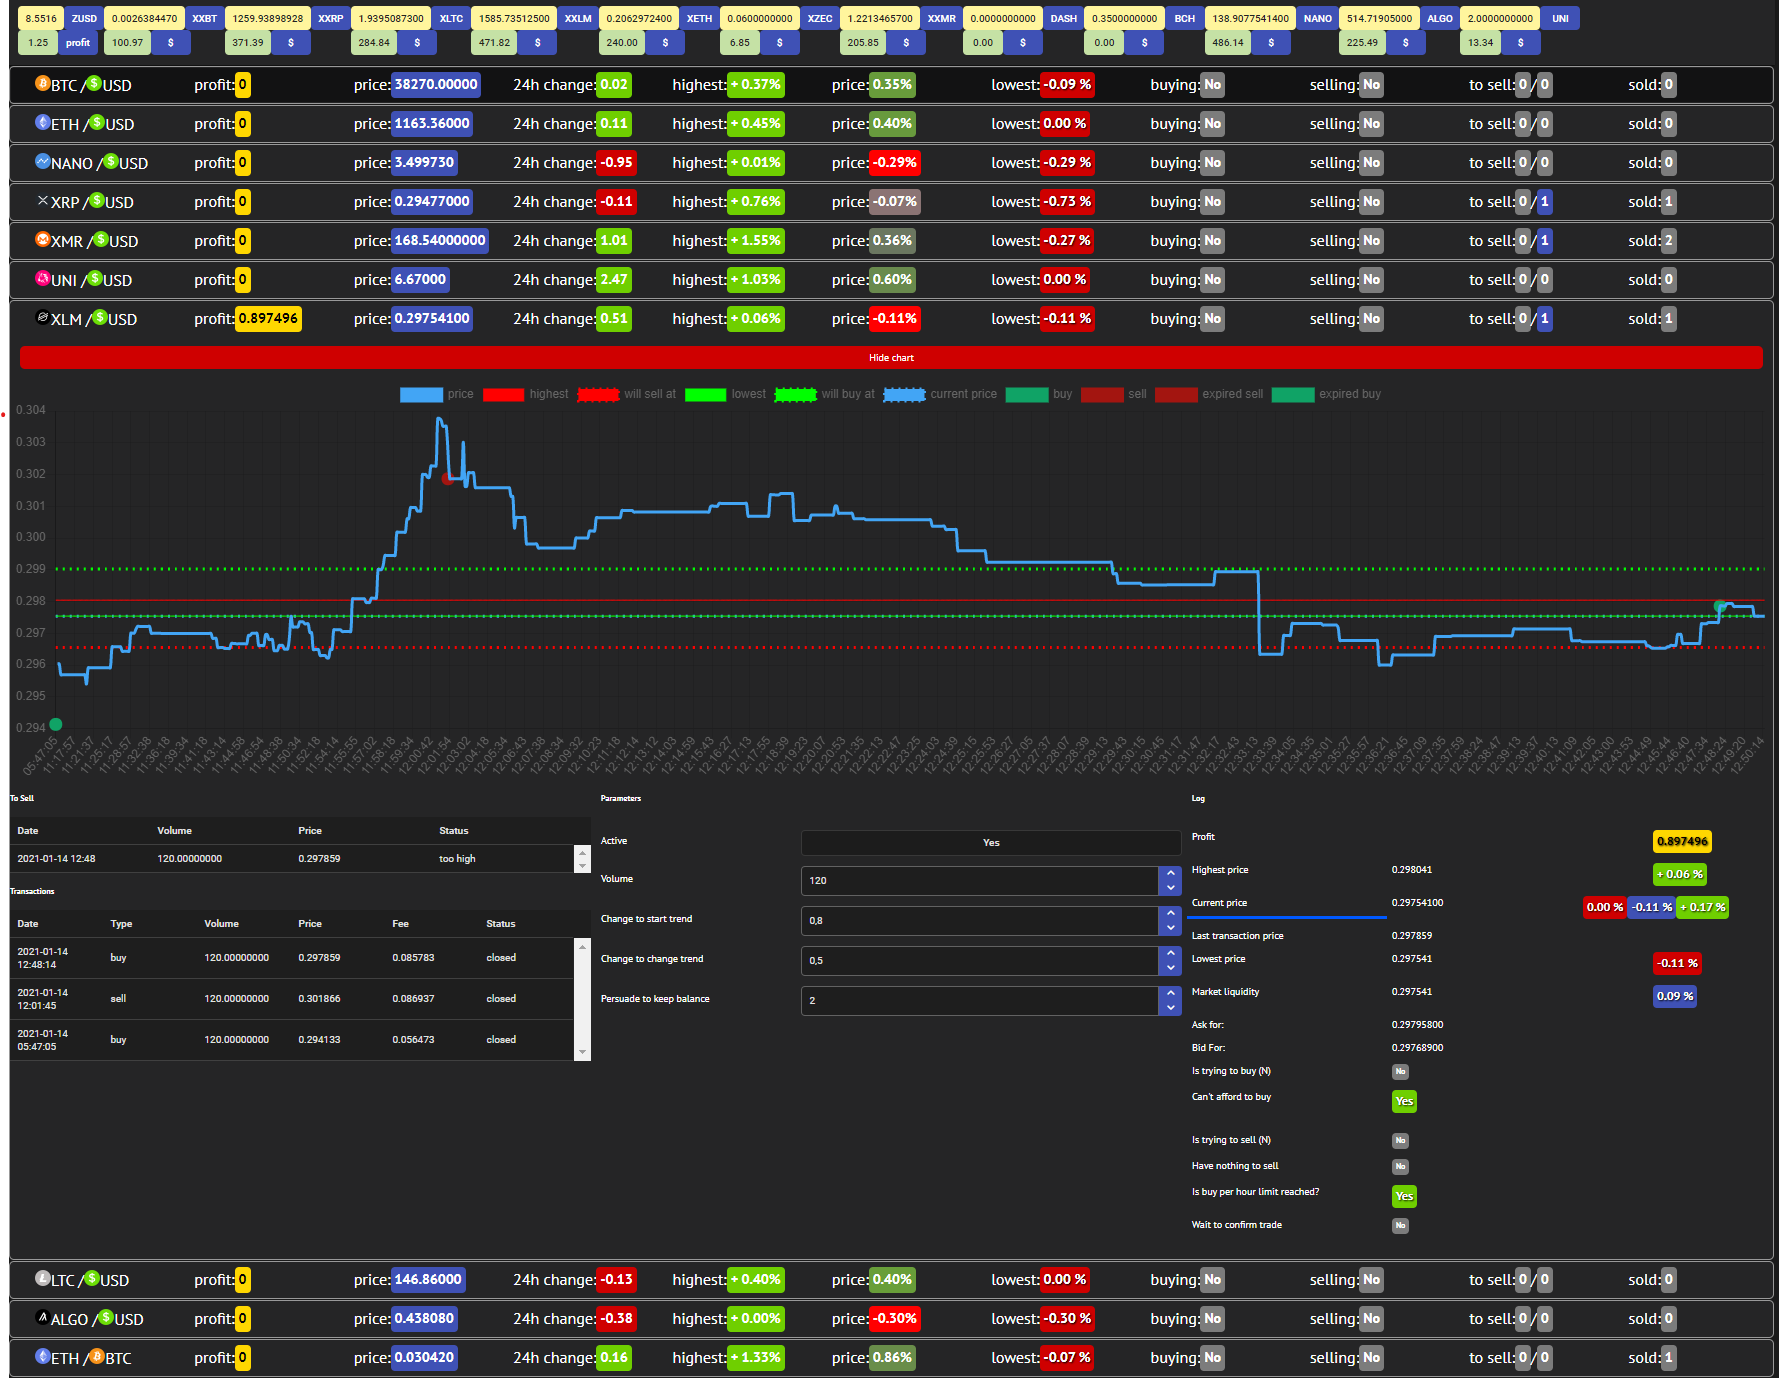 8.5516 ZUSD 0.0026384470 XXBT 1259.93898928 XXRP 1.9395087300 XLTC 1585.73512500 XXLM 0.2062972400 XETH 0.0600000000 XZEC 1.2213465700 XXMR 0.0000000000 DASH 0.3500000000 BCH 138.9077541400 NANO 514.71905000 ALGO 2.0000000000 UNI
1.25 profit 100.97 $ 371.39 $ 284.84 $ 471.82 $ 240.00 $ 6.85 $ 205.85 $ 0.00 $ 0.00 $ 486.14 $ 225.49 $ 13.34 $
BTC / $ USD profit: 0 price: 38270.00000 24h change: 0.02 highest: + 0.37% price: 0.35% lowest: -0.09 % buying: No selling: No to sell: 0 / 0 sold: 0
ETH / $ USD profit: 0 price: 1163.36000 24h change: 0.11 highest: + 0.45% price: 0.40% lowest: 0.00 % buying: No selling: No to sell: 0 / 0 sold: 0
NANO / $ USD profit: 0 price: 3.499730 24h change: -0.95 highest: + 0.01% price: -0.29% lowest: -0.29 % buying: No selling: No to sell: 0 / 0 sold: 0
XRP / $ USD profit: 0 price: 0.29477000 24h change: -0.11 highest: + 0.76% price: -0.07% lowest: -0.73 % buying: No selling: No to sell: 0 / 1 sold: 1
XMR / $ USD profit: 0 price: 168.54000000 24h change: 1.01 highest: + 1.55% price: 0.36% lowest: -0.27 % buying: No selling: No to sell: 0 / 1 sold: 2
UNI / $ USD profit: 0 price: 6.67000 24h change: 2.47 highest: + 1.03% price: 0.60% lowest: 0.00 % buying: No selling: No to sell: 0 / 0 sold: 0
XLM / $ USD profit: 0.897496 price: 0.29754100 24h change: 0.51 highest: + 0.06% price: -0.11% lowest: -0.11 % buying: No selling: No to sell: 0 / 1 sold: 1
Hide chart
price highest will sell at lowest will buy at current price buy sell expired sell expired buy
0.304
0.303
0.302
0.301
0.300
0.299
0.298
0.297
0.296
0.295
0.294
05:47:05 11:17:57 11:21:37 11:25:17 11:28:57 11:32:38 11:36:18 11:39:34 11:41:18 11:43:14 11:44:58 11:46:54 11:48:38 11:50:34 11:52:18 11:54:14 11:55:55 11:57:02 11:58:18 11:59:34 12:00:42 12:01:54 12:03:02 12:04:18 12:05:26 12:06:43 12:07:38 12:08:34 12:09:32 12:10:23 12:11:18 12:12:14 12:13:12 12:14:03 12:14:59 12:15:43 12:16:27 12:17:11 12:17:55 12:18:39 12:19:23 12:20:07 12:20:53 12:21:35 12:22:21 12:22:47 12:23:25 12:24:03 12:24:39 12:25:15 12:25:53 12:26:27 12:27:05 12:27:37 12:28:07 12:28:39 12:29:13 12:29:43 12:30:15 12:30:45 12:31:17 12:31:47 12:32:17 12:32:43 12:33:13 12:33:39 12:34:05 12:34:35 12:35:01 12:35:27 12:35:57 12:36:21 12:36:45 12:37:09 12:37:35 12:37:59 12:38:24 12:38:47 12:39:13 12:39:37 12:40:13 12:41:09 12:42:05 12:43:00 12:43:53 12:44:49 12:45:44 12:46:40 12:47:34 12:48:24 12:49:20 12:50:14
To Sell
Date Volume Price Status
2021-01-14 12:48 120.00000000 0.297859 too high
Transactions
Date Type Volume Price Fee Status
2021-01-14 12:48:14 buy 120.00000000 0.297859 0.085783 closed
2021-01-14 12:01:45 sell 120.00000000 0.301866 0.086937 closed
2021-01-14 05:47:05 buy 120.00000000 0.294133 0.056473 closed
Parameters
Active Yes
Volume 120
Change to start trend 0,8
Change to change trend 0,5
Persuade to keep balance 2
Log
Profit 0.897496
Highest price 0.298041 + 0.06 %
Current price 0.29754100 0.00 % -0.11 % + 0.17 %
Last transaction price 0.297859
Lowest price 0.297541 -0.11 %
Market liquidity 0.297541 0.09 %
Ask for: 0.29795800
Bid For: 0.29768900
Is trying to buy (N) No
Can't afford to buy Yes
Is trying to sell (N) No
Have nothing to sell No
Is buy per hour limit reached? Yes
Wait to confirm trade No
LTC / $ USD profit: 0 price: 146.86000 24h change: -0.13 highest: + 0.40% price: 0.40% lowest: 0.00 % buying: No selling: No to sell: 0 / 0 sold: 0
ALGO / $ USD profit: 0 price: 0.438080 24h change: -0.38 highest: + 0.00% price: -0.30% lowest: -0.30 % buying: No selling: No to sell: 0 / 0 sold: 0
ETH / BTC profit: 0 price: 0.030420 24h change: 0.16 highest: + 1.33% price: 0.86% lowest: -0.07 % buying: No selling: No to sell: 0 / 0 sold: 1